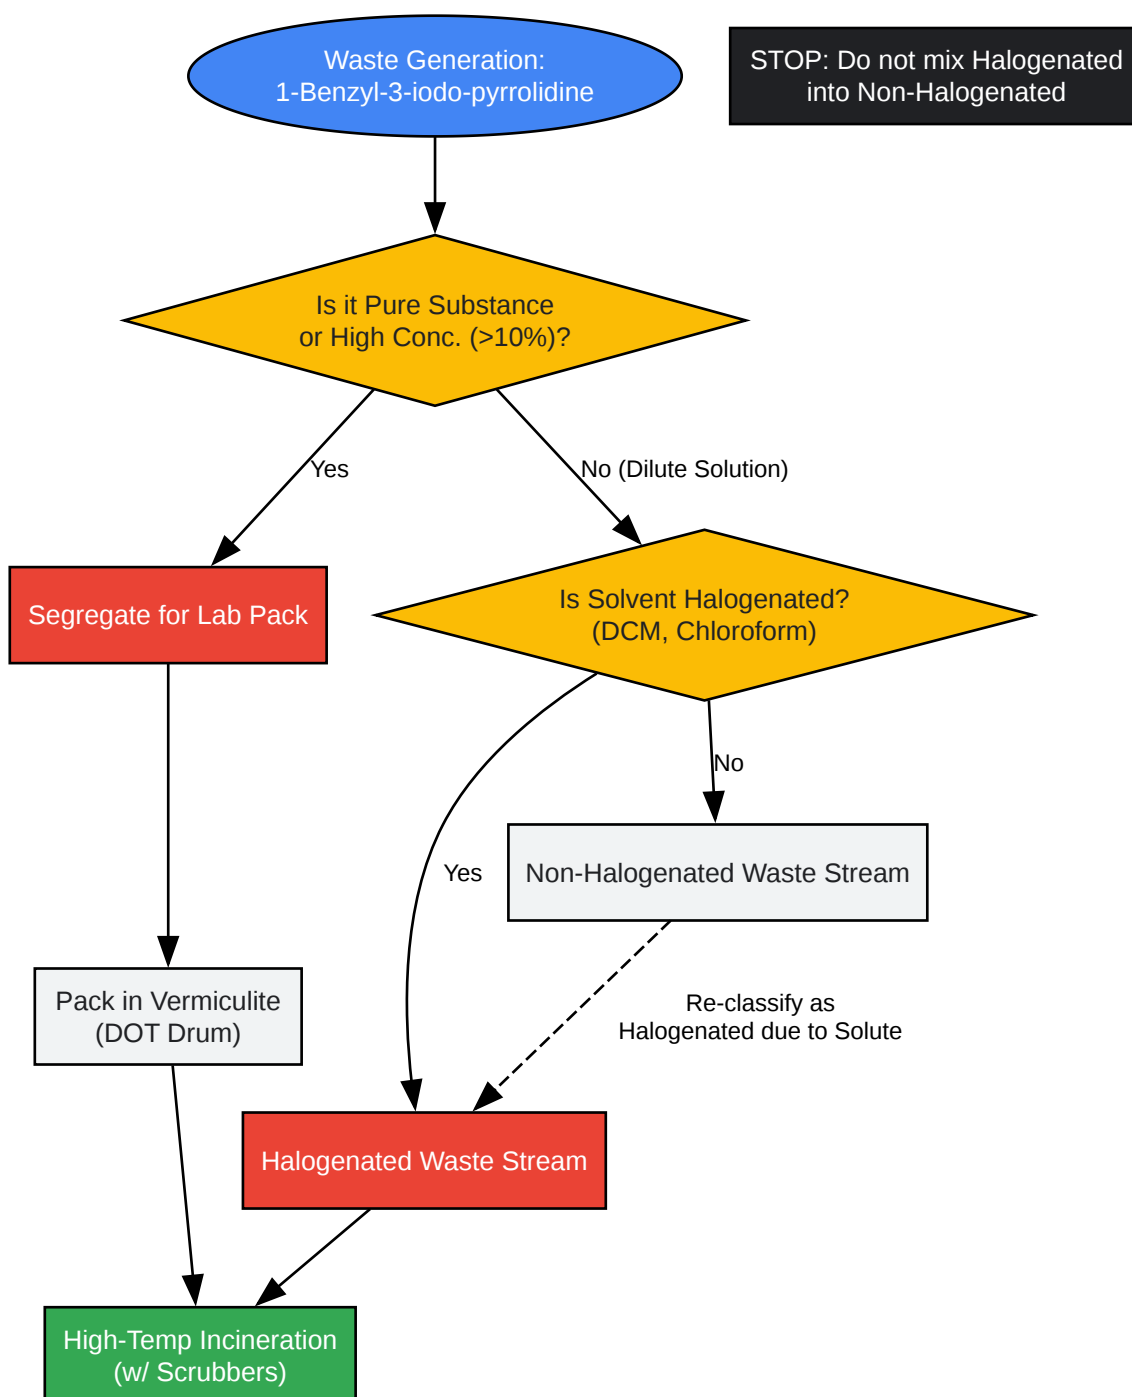 Waste Generation:
1-Benzyl-3-iodo-pyrrolidine
STOP: Do not mix Halogenated
into Non-Halogenated
Is it Pure Substance
or High Conc. (>10%)?
Yes
No (Dilute Solution)
Segregate for Lab Pack
Is Solvent Halogenated?
(DCM, Chloroform)
No
Yes
Non-Halogenated Waste Stream
Pack in Vermiculite
(DOT Drum)
Re-classify as
Halogenated due to Solute
Halogenated Waste Stream
High-Temp Incineration
(w/ Scrubbers)